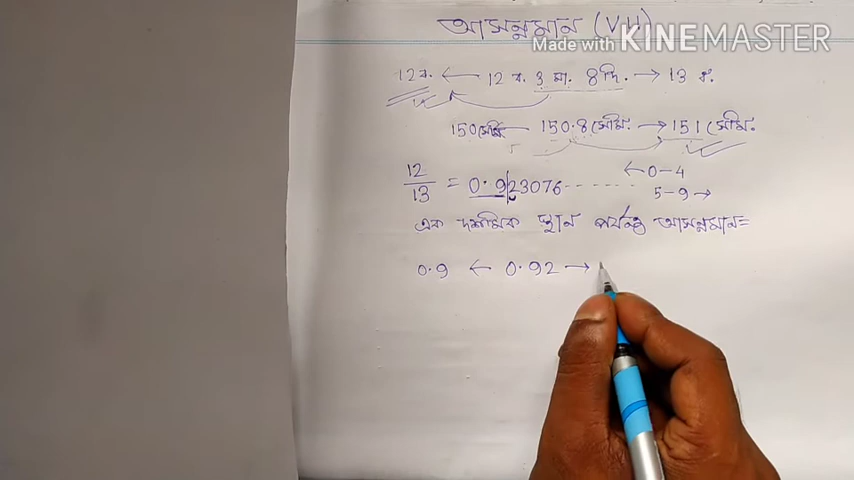 আসন্নমান (VII)
Made with KINEMASTER
12ব. ← 12 ব. 3 মা. 8দি. → 13 ব.
150সেমি ← 150.8সেমি. → 151সেমি.
12/13 = 0.923076------
← 0-4
5-9 →
এক দশমিক স্থান পর্যন্ত আসন্নমান=
0.9 ← 0.92 →